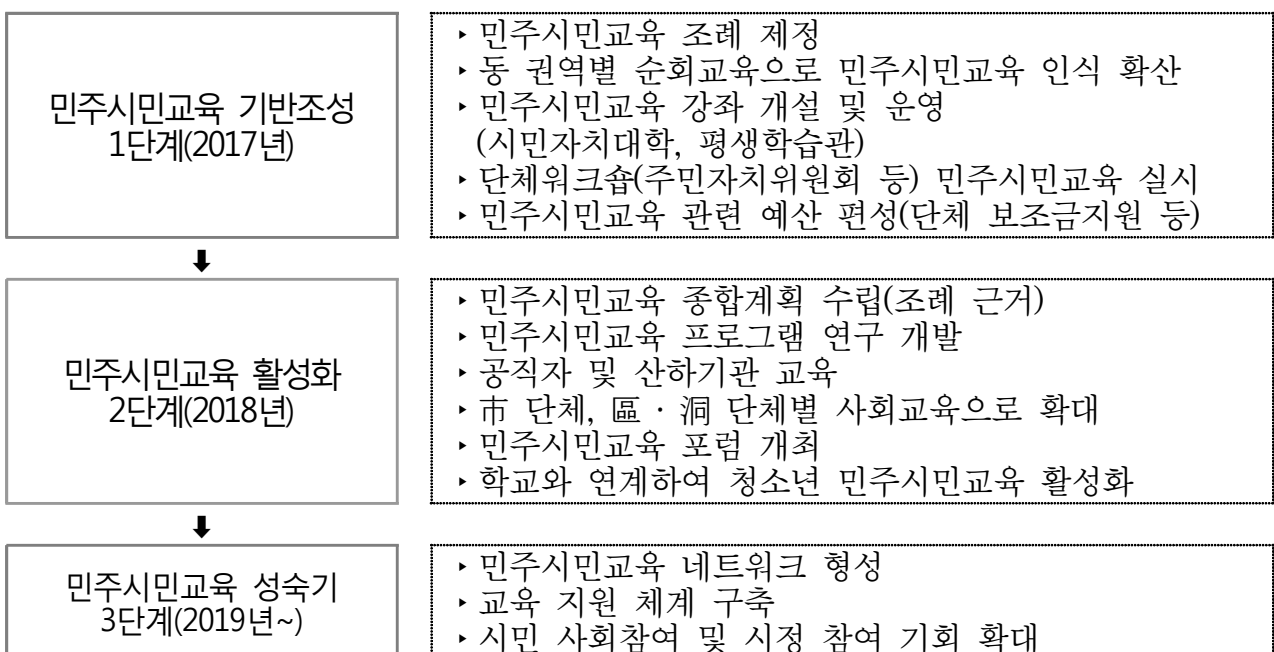 민주시민교육 기반조성
1단계(2017년)
‣ 민주시민교육 조례 제정
‣ 동 권역별 순회교육으로 민주시민교육 인식 확산
‣ 민주시민교육 강좌 개설 및 운영
(시민자치대학, 평생학습관)
‣ 단체워크숍(주민자치위원회 등) 민주시민교육 실시
‣ 민주시민교육 관련 예산 편성(단체 보조금지원 등)
⬇
민주시민교육 활성화
2단계(2018년)
‣ 민주시민교육 종합계획 수립(조례 근거)
‣ 민주시민교육 프로그램 연구 개발
‣ 공직자 및 산하기관 교육
‣ 市 단체, 區·洞 단체별 사회교육으로 확대
‣ 민주시민교육 포럼 개최
‣ 학교와 연계하여 청소년 민주시민교육 활성화
⬇
민주시민교육 성숙기
3단계(2019년~)
‣ 민주시민교육 네트워크 형성
‣ 교육 지원 체계 구축
‣ 시민 사회참여 및 시정 참여 기회 확대